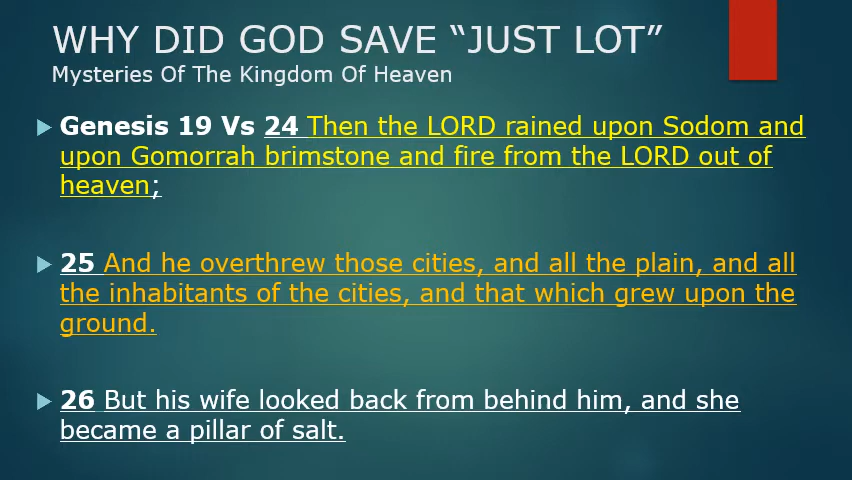 WHY DID GOD SAVE “JUST LOT”
Mysteries Of The Kingdom Of Heaven
Genesis 19 Vs 24 Then the LORD rained upon Sodom and
upon Gomorrah brimstone and fire from the LORD out of
heaven;
25 And he overthrew those cities, and all the plain, and all
the inhabitants of the cities, and that which grew upon the
ground.
26 But his wife looked back from behind him, and she
became a pillar of salt.